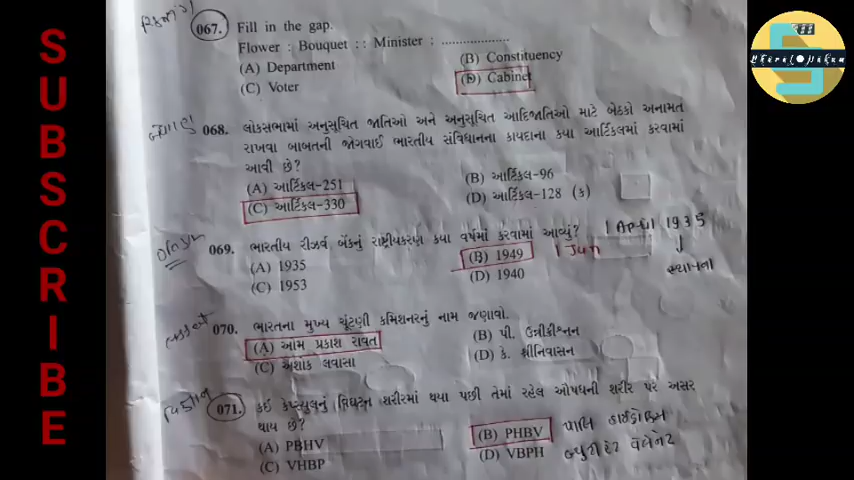 SUBSCRIBE
067. Fill in the gap.
Flower : Bouquet : : Minister : ..................
(A) Department (B) Constituency
(C) Voter (D) Cabinet
બંધારણ
068. લોકસભામાં અનુસૂચિત જાતિઓ અને અનુસૂચિત આદિજાતિઓ માટે બેઠકો અનામત
રાખવા બાબતની જોગવાઈ ભારતીય સંવિધાનના કાયદાના કયા આર્ટિકલમાં કરવામાં
આવી છે?
(A) આર્ટિકલ-251 (B) આર્ટિકલ-96
(C) આર્ટિકલ-330 (D) આર્ટિકલ-128 (ક)
069. ભારતીય રીઝર્વ બેંકનું રાષ્ટ્રીયકરણ કયા વર્ષમાં કરવામાં આવ્યું? 1 April 1935
(A) 1935 (B) 1949 1 Jun
(C) 1953 (D) 1940 સ્થાપના
070. ભારતના મુખ્ય ચૂંટણી કમિશનરનું નામ જણાવો.
(A) ઓમ પ્રકાશ રાવત (B) પી. ઉન્નીક્રીશ્નન
(C) અશોક લવાસા (D) કે. શ્રીનિવાસન
વિજ્ઞાન
071. કઈ કેપ્સ્યુલનું વિઘટન શરીરમાં થયા પછી તેમાં રહેલ ઔષધની શરીર પર અસર
થાય છે?
(A) PBHV (B) PHBV પોલિ હાઈડ્રોક્સિ
(C) VHBP (D) VBPH બ્યુટીરેટ વેલેરેટ